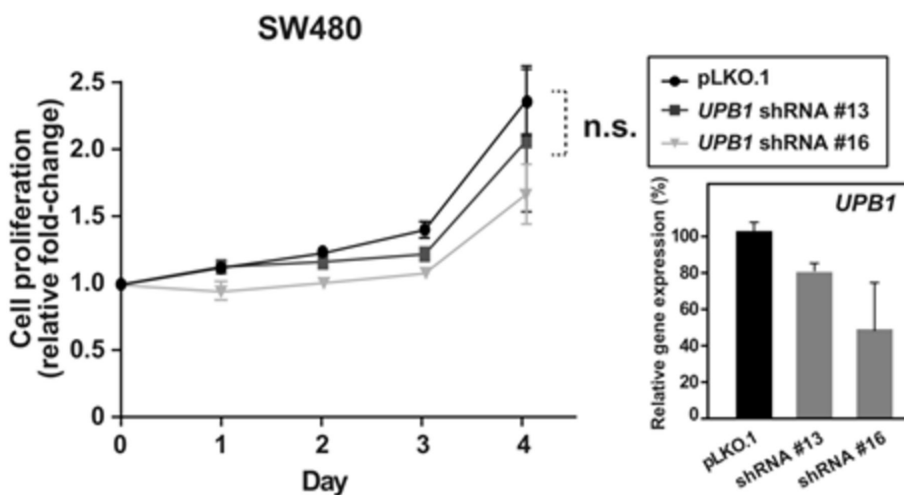 SW480
Cell proliferation
(relative fold-change)
2.5
2.0
1.5
1.0
0.5
0
0 1 2 3 4
Day
n.s.
pLKO.1
UPB1 shRNA #13
UPB1 shRNA #16
UPB1
Relative gene expression (%)
100
80
60
40
20
0
pLKO.1
shRNA #13
shRNA #16